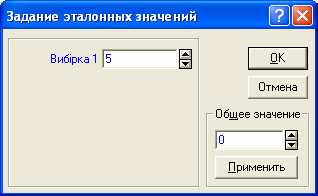 Задание эталонных значений
Вибірка 1 5
OK
Отмена
Общее значение
0
Применить